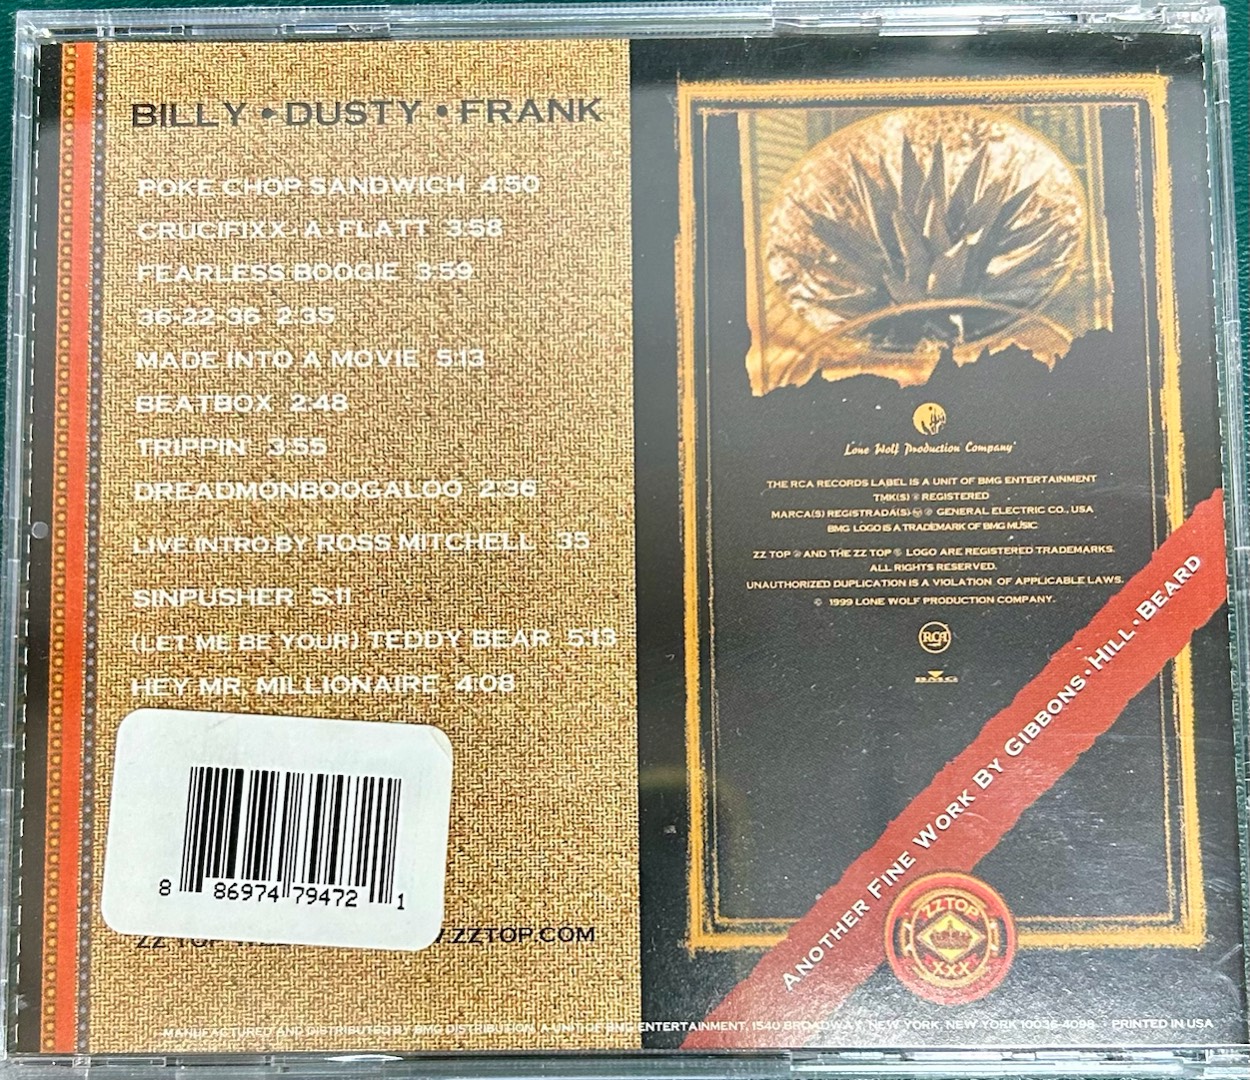 BILLY • DUSTY • FRANK
POKE CHOP SANDWICH 4:50
CRUCIFIXX-A-FLATT 3:58
FEARLESS BOOGIE 3:59
36-22-36 2:35
MADE INTO A MOVIE 5:13
BEATBOX 2:48
TRIPPIN' 3:55
DREADMONBOOGALOO 2:36
LIVE INTRO BY ROSS MITCHELL :35
SINPUSHER 5:11
(LET ME BE YOUR) TEDDY BEAR 5:13
HEY MR. MILLIONAIRE 4:08
8 86974 79472 1
ZZ TOP .ZZTOP.COM
Lone Wolf Production Company
THE RCA RECORDS LABEL IS A UNIT OF BMG ENTERTAINMENT
TMK(S) ® REGISTERED
MARCA(S) REGISTRADA(S) GENERAL ELECTRIC CO., USA
BMG LOGO IS A TRADEMARK OF BMG MUSIC
ZZ TOP ® AND THE ZZ TOP ® LOGO ARE REGISTERED TRADEMARKS.
ALL RIGHTS RESERVED.
UNAUTHORIZED DUPLICATION IS A VIOLATION OF APPLICABLE LAWS.
© 1999 LONE WOLF PRODUCTION COMPANY.
RCA
BMG
ANOTHER FINE WORK BY GIBBONS • HILL • BEARD
ZZ TOP
XXX
MANUFACTURED AND DISTRIBUTED BY BMG DISTRIBUTION, A UNIT OF BMG ENTERTAINMENT, 1540 BROADWAY, NEW YORK, NEW YORK 10036-4098 • PRINTED IN USA